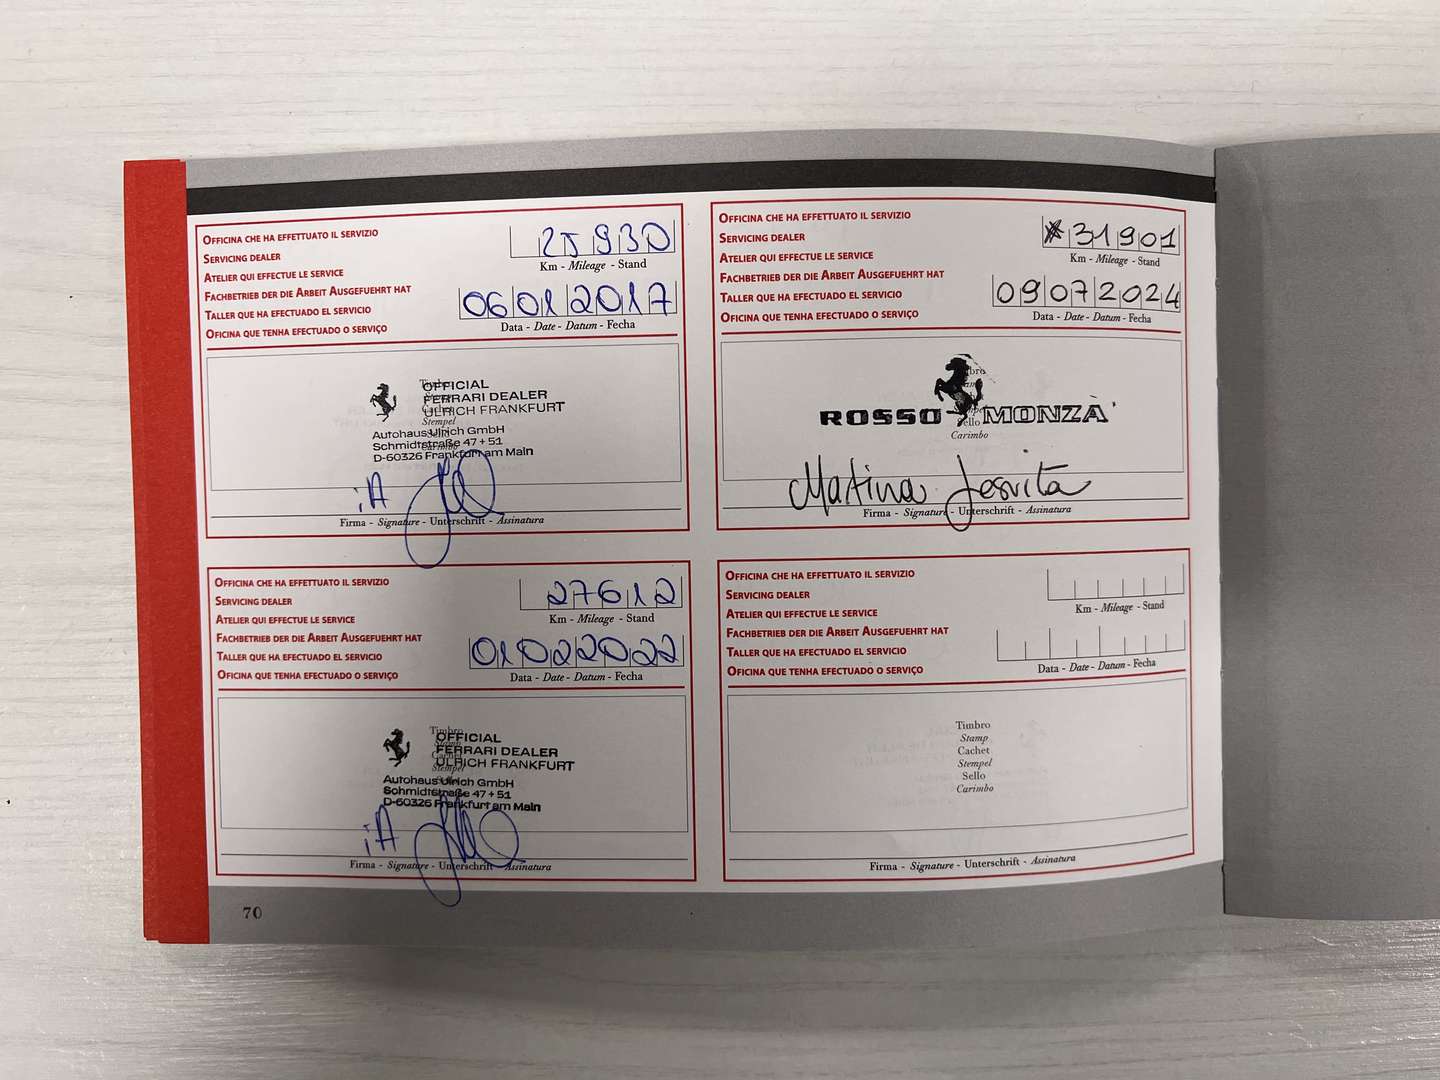 OFFICINA CHE HA EFFETTUATO IL SERVIZIO
SERVICING DEALER
ATELIER QUI EFFECTUE LE SERVICE
FACHBETRIEB DER DIE ARBEIT AUSGEFUEHRT HAT
TALLER QUE HA EFECTUADO EL SERVICIO
OFICINA QUE TENHA EFECTUADO O SERVIÇO
25930
Km - Mileage - Stand
06012017
Data - Date - Datum - Fecha
OFFICIAL
FERRARI DEALER
ULRICH FRANKFURT
Autohaus Ulrich GmbH
Schmidtstraße 47 + 51
D-60326 Frankfurt am Main
Stempel
iA
Firma - Signature - Unterschrift - Assinatura
OFFICINA CHE HA EFFETTUATO IL SERVIZIO
SERVICING DEALER
ATELIER QUI EFFECTUE LE SERVICE
FACHBETRIEB DER DIE ARBEIT AUSGEFUEHRT HAT
TALLER QUE HA EFECTUADO EL SERVICIO
OFICINA QUE TENHA EFECTUADO O SERVIÇO
27612
Km - Mileage - Stand
01022022
Data - Date - Datum - Fecha
OFFICIAL
FERRARI DEALER
ULRICH FRANKFURT
Autohaus Ulrich GmbH
Schmidtstraße 47 + 51
D-60326 Frankfurt am Main
Stempel
iA
Firma - Signature - Unterschrift - Assinatura
70
OFFICINA CHE HA EFFETTUATO IL SERVIZIO
SERVICING DEALER
ATELIER QUI EFFECTUE LE SERVICE
FACHBETRIEB DER DIE ARBEIT AUSGEFUEHRT HAT
TALLER QUE HA EFECTUADO EL SERVICIO
OFICINA QUE TENHA EFECTUADO O SERVIÇO
31901
Km - Mileage - Stand
09072024
Data - Date - Datum - Fecha
ROSSO MONZA
Sello
Carimbo
Martina Jesvita
Firma - Signature - Unterschrift - Assinatura
OFFICINA CHE HA EFFETTUATO IL SERVIZIO
SERVICING DEALER
ATELIER QUI EFFECTUE LE SERVICE
FACHBETRIEB DER DIE ARBEIT AUSGEFUEHRT HAT
TALLER QUE HA EFECTUADO EL SERVICIO
OFICINA QUE TENHA EFECTUADO O SERVIÇO
Km - Mileage - Stand
Data - Date - Datum - Fecha
Timbro
Stamp
Cachet
Stempel
Sello
Carimbo
Firma - Signature - Unterschrift - Assinatura